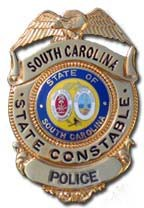 SOUTH CAROLINA
STATE OF
SOUTH CAROLINA
STATE CONSTABLE
POLICE